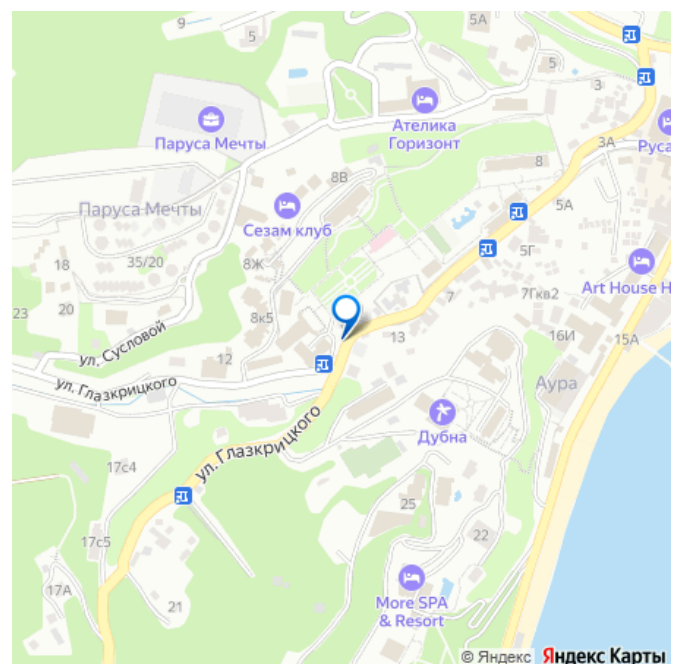 9
5
5А
5
3
Ателика
Горизонт
Паруса Мечты
3А
Руса
8
8В
5А
Паруса Мечты
Сезам клуб
5Г
8Ж
18
35/20
Art House H
7
7Гкв2
20
23
8к5
16И
15А
13
ул. Сусловой
12
ул. Глазкрицкого
Аура
Дубна
ул. Глазкрицкого
17с4
25
22
17с5
17А
21
More SPA
& Resort
© Яндекс Яндекс Карты